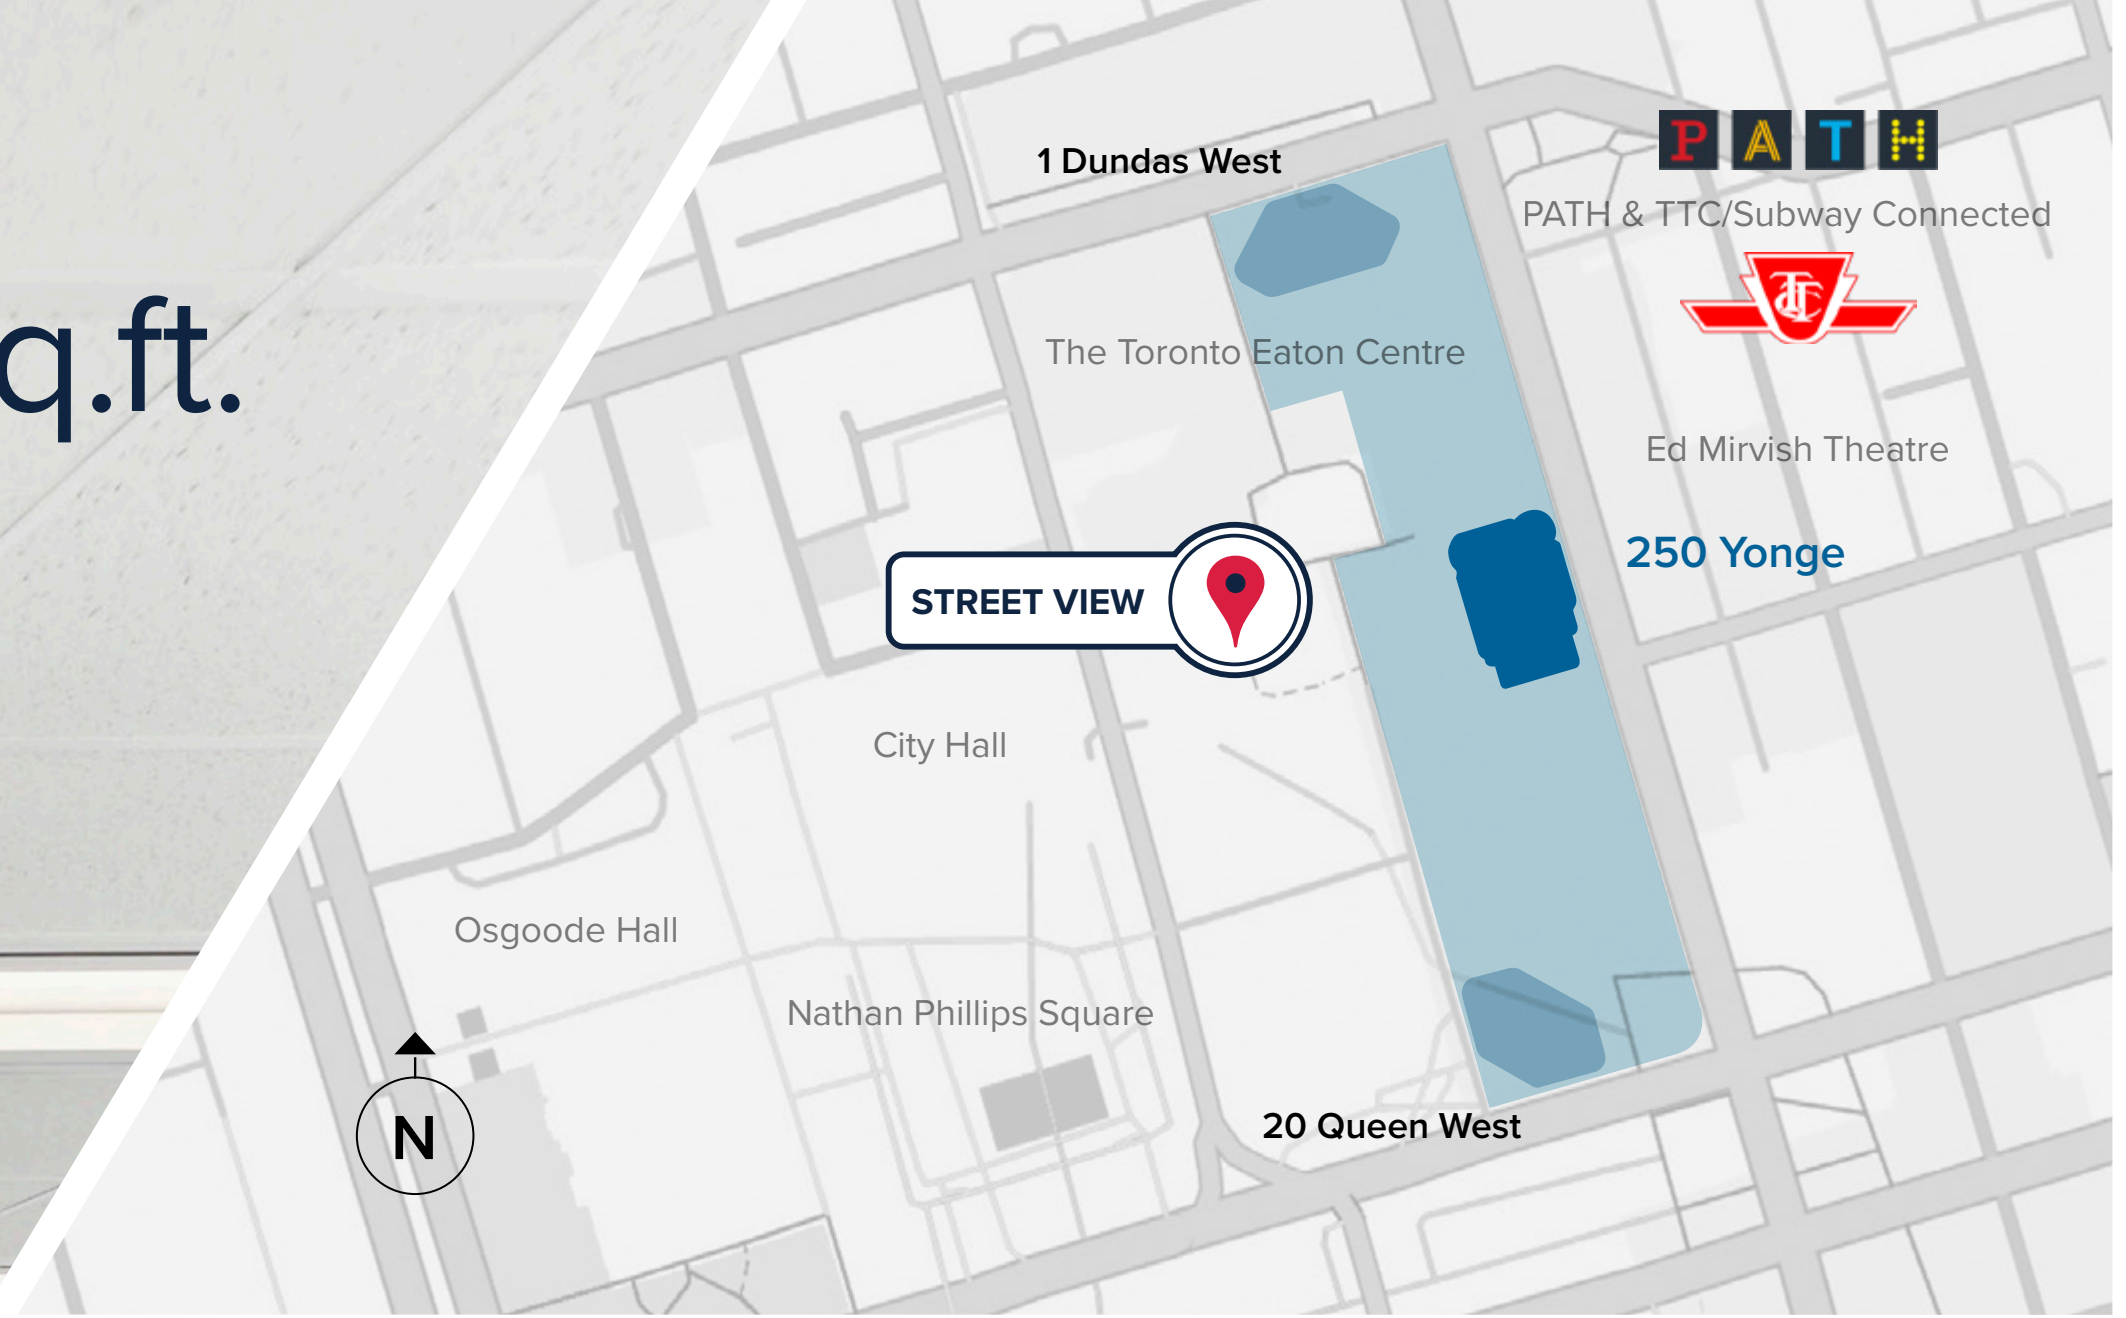 q.ft.
1 Dundas West
PATH
PATH & TTC/Subway Connected
TTC
The Toronto Eaton Centre
Ed Mirvish Theatre
250 Yonge
STREET VIEW
City Hall
Osgoode Hall
Nathan Phillips Square
20 Queen West
N